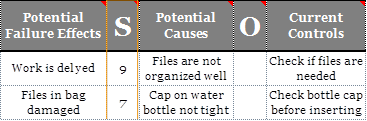 Potential Failure Effects S Potential Causes O Current Controls
Work is delyed 9 Files are not organized well Check if files are needed
Files in bag damaged 7 Cap on water bottle not tight Check bottle cap before inserting